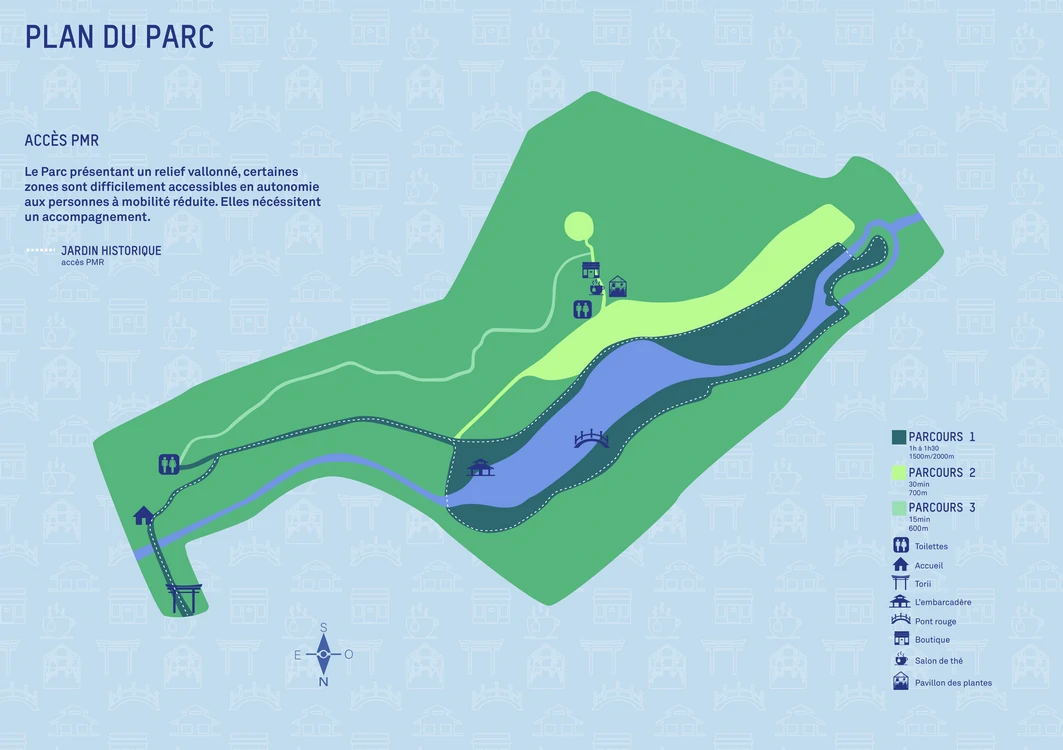 PLAN DU PARC
ACCÈS PMR
Le Parc présentant un relief vallonné, certaines
zones sont difficilement accessibles en autonomie
aux personnes à mobilité réduite. Elles nécéssitent
un accompagnement.
JARDIN HISTORIQUE
accès PMR
PARCOURS 1
1h à 1h30
1500m/2000m
PARCOURS 2
30min
700m
PARCOURS 3
15min
600m
Toilettes
Accueil
Torii
L'embarcadère
Pont rouge
Boutique
Salon de thé
Pavillon des plantes
S
E
O
N